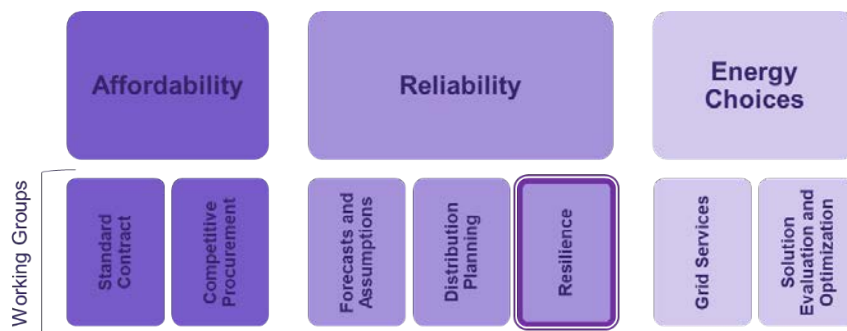 Affordability
Reliability
Energy
Choices
Working Groups
Standard
Contract
Competitive
Procurement
Forecasts and
Assumptions
Distribution
Planning
Resilience
Grid Services
Solution
Evaluation and
Optimization